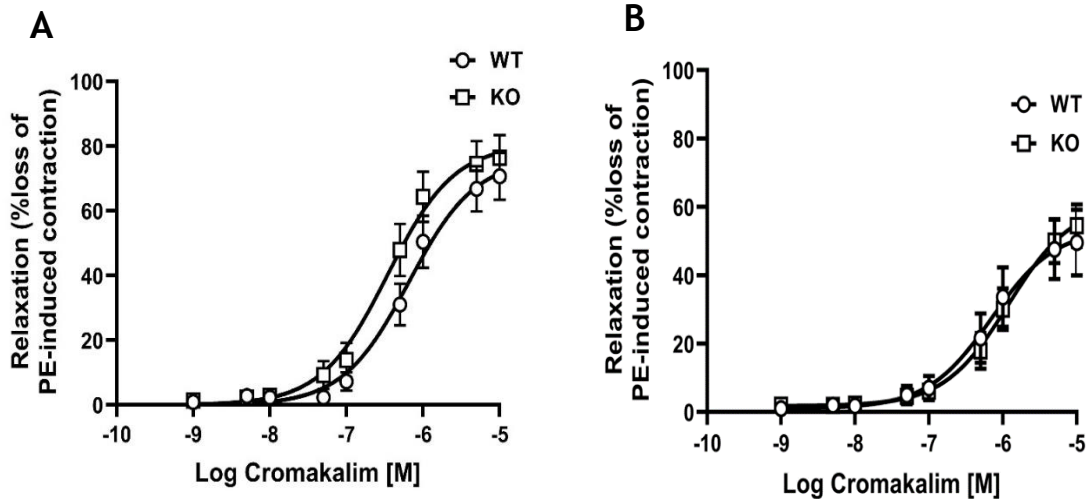 A
WT
KO
Relaxation (%loss of
PE-induced contraction)
100
80
60
40
20
0
-10
-9
-8
-7
-6
-5
Log Cromakalim [M]
B
WT
KO
Relaxation (%loss of
PE-induced contraction)
100
80
60
40
20
0
-10
-9
-8
-7
-6
-5
Log Cromakalim [M]